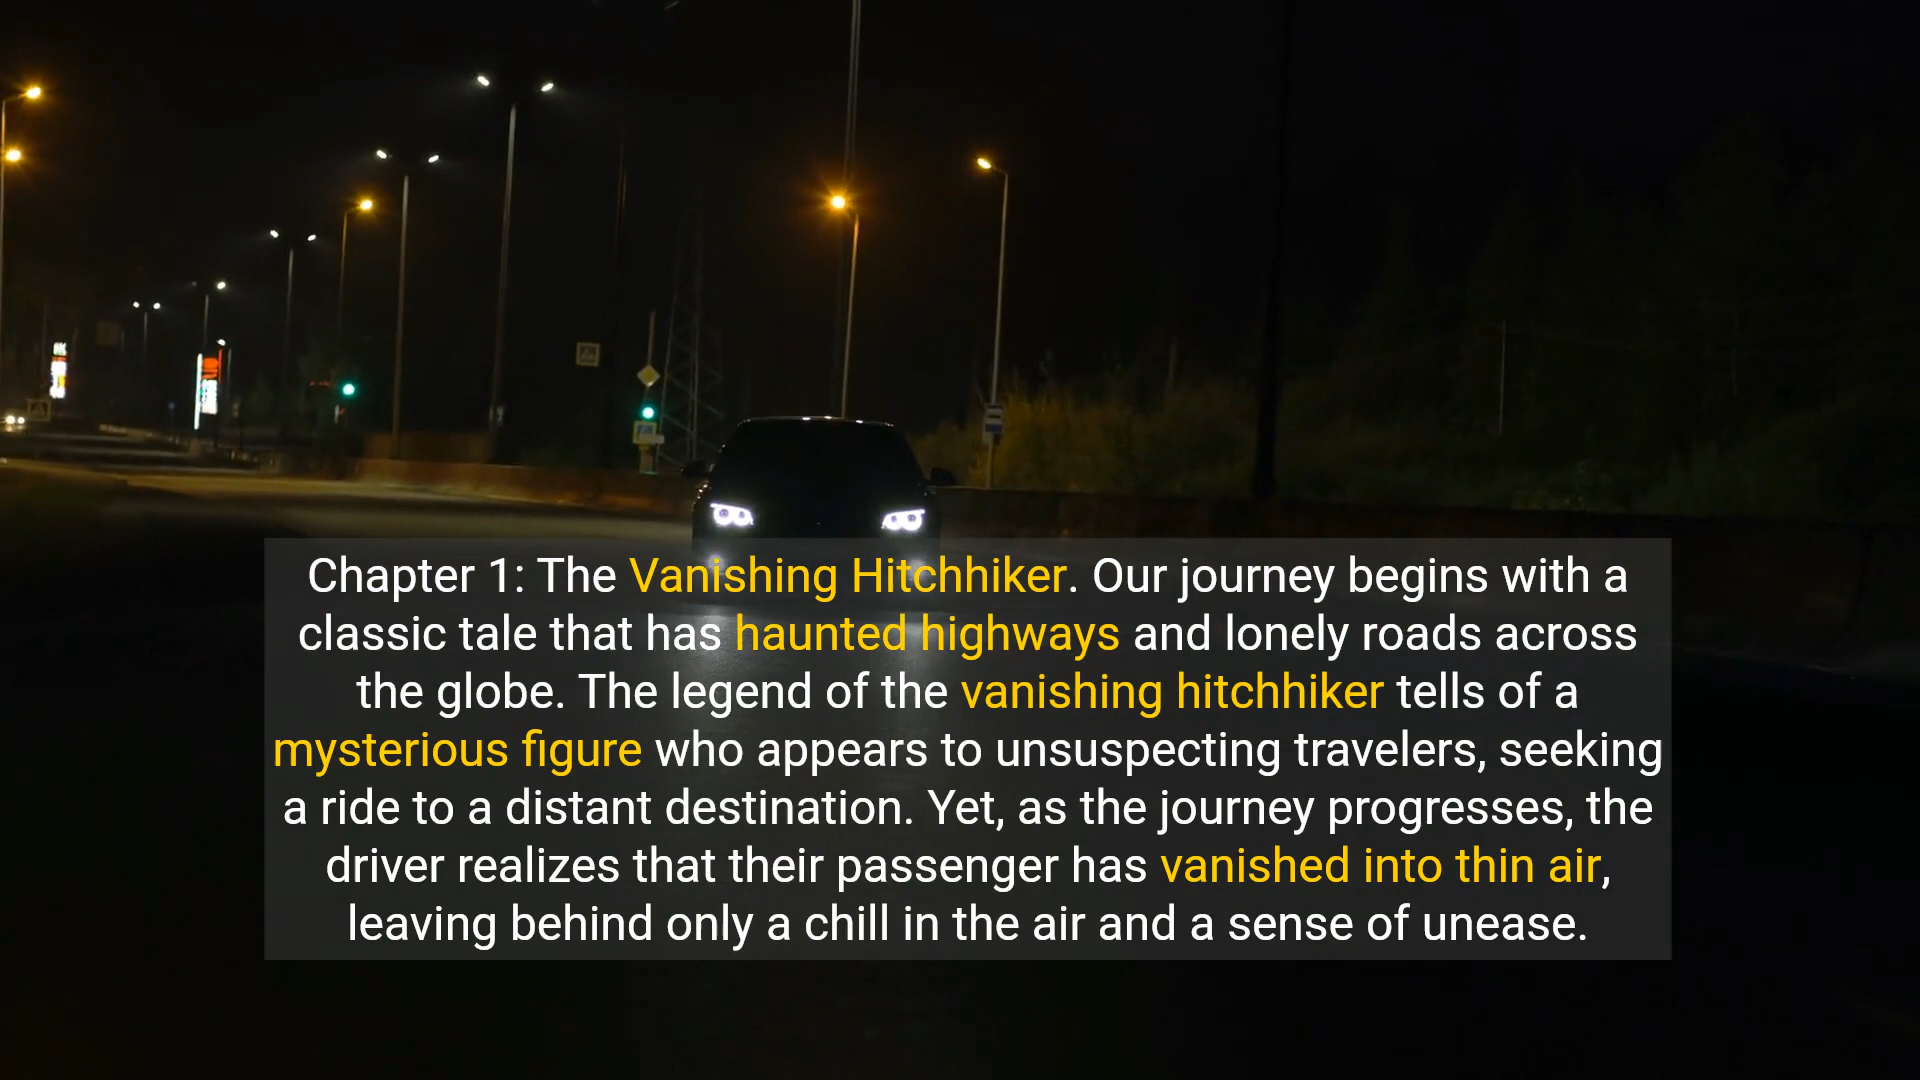 Chapter 1: The Vanishing Hitchhiker. Our journey begins with a
classic tale that has haunted highways and lonely roads across
the globe. The legend of the vanishing hitchhiker tells of a
mysterious figure who appears to unsuspecting travelers, seeking
a ride to a distant destination. Yet, as the journey progresses, the
driver realizes that their passenger has vanished into thin air,
leaving behind only a chill in the air and a sense of unease.